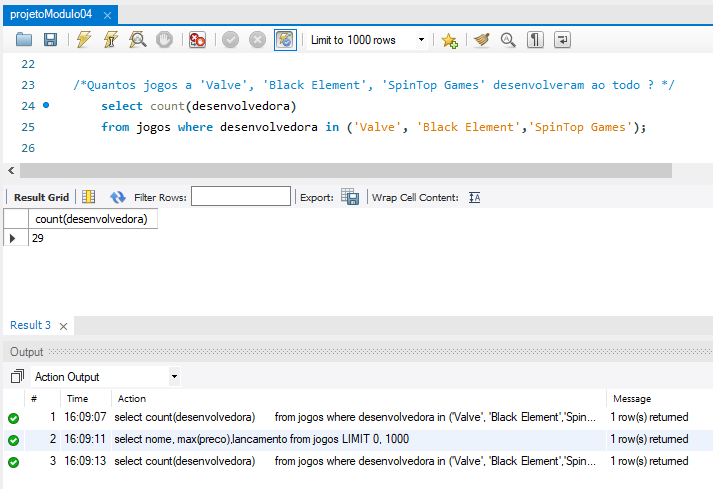 projetoModulo04
Limit to 1000 rows
22
23 /*Quantos jogos a 'Valve', 'Black Element', 'SpinTop Games' desenvolveram ao todo ? */
24 select count(desenvolvedora)
25 from jogos where desenvolvedora in ('Valve', 'Black Element','SpinTop Games');
26
Result Grid Filter Rows: Export: Wrap Cell Content: IA
count(desenvolvedora)
29
Result 3
Output
Action Output
# Time Action Message
1 16:09:07 select count(desenvolvedora) from jogos where desenvolvedora in ('Valve', 'Black Element','Spin... 1 row(s) returned
2 16:09:11 select nome, max(preco),lancamento from jogos LIMIT 0, 1000 1 row(s) returned
3 16:09:13 select count(desenvolvedora) from jogos where desenvolvedora in ('Valve', 'Black Element','Spin... 1 row(s) returned